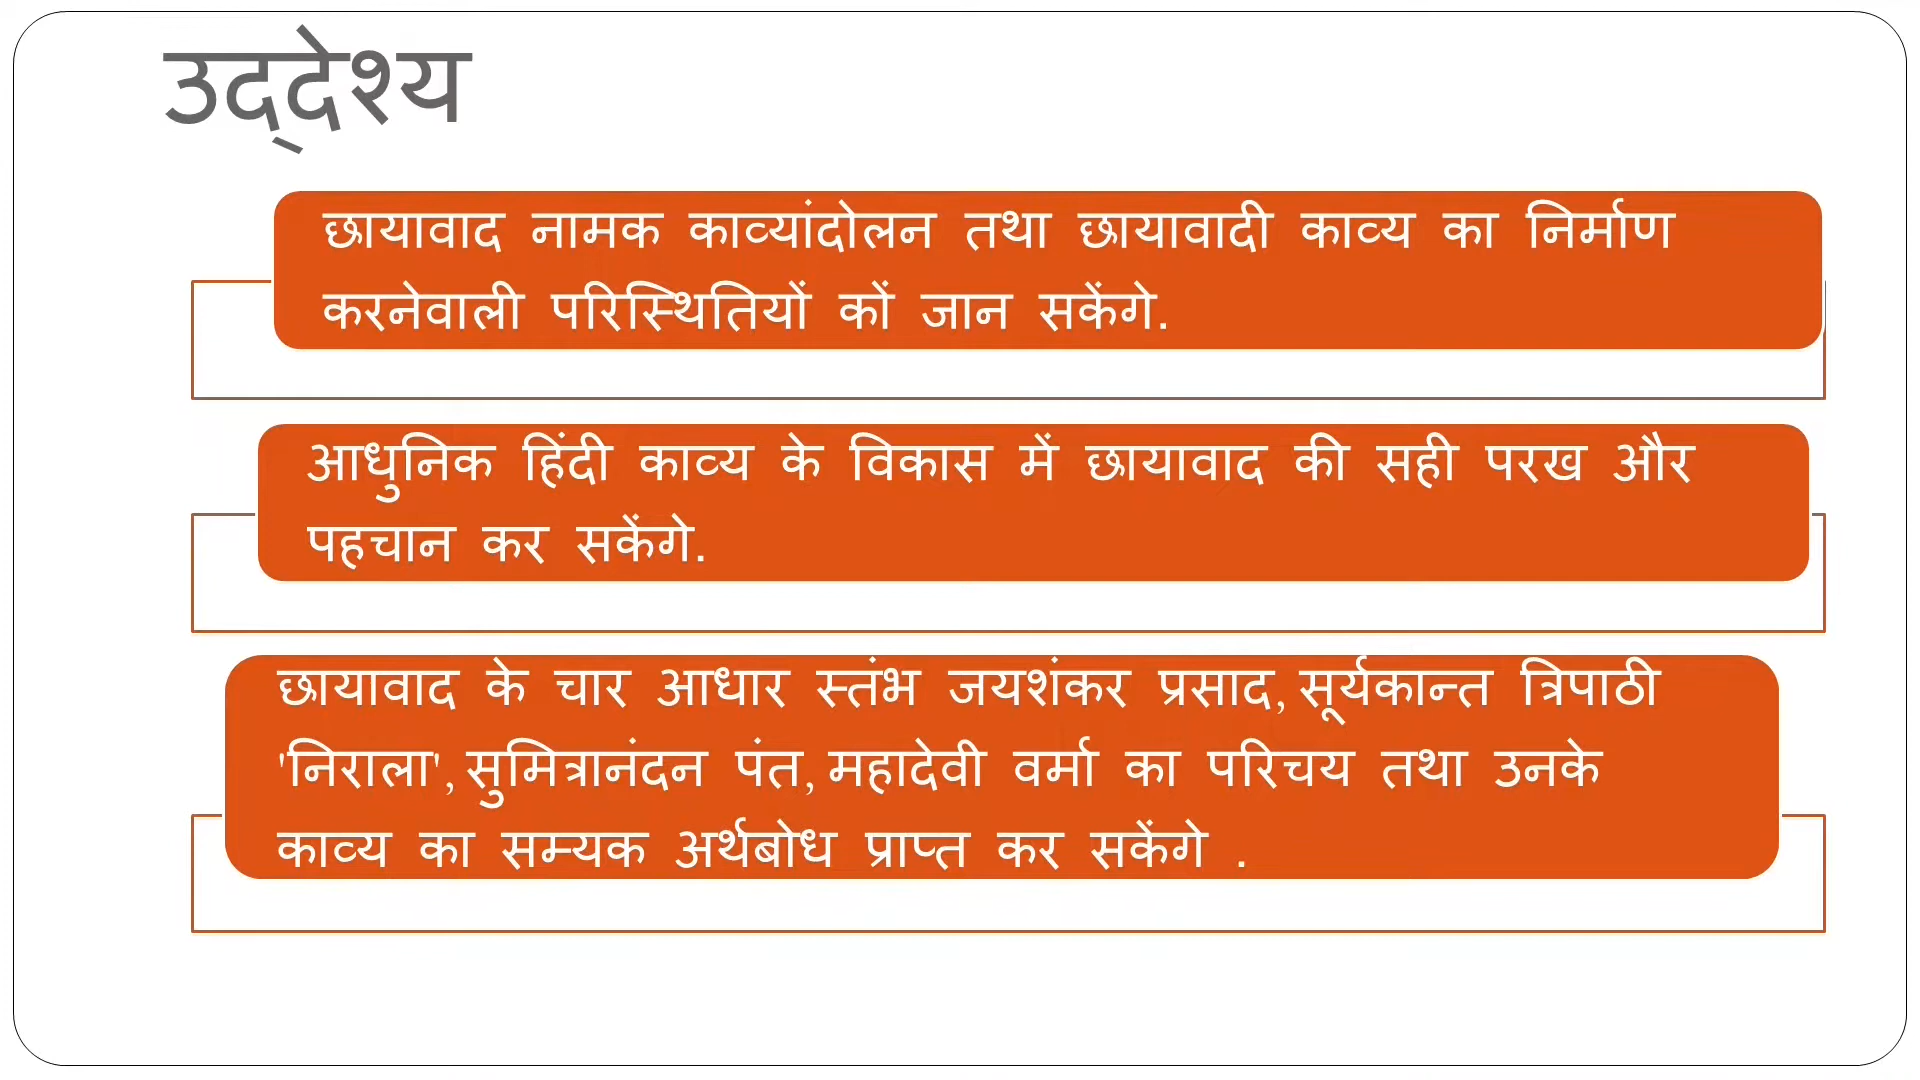 उद्देश्य
छायावाद नामक काव्यांदोलन तथा छायावादी काव्य का निर्माण
करनेवाली परिस्थितियों कों जान सकेंगे.
आधुनिक हिंदी काव्य के विकास में छायावाद की सही परख और
पहचान कर सकेंगे.
छायावाद के चार आधार स्तंभ जयशंकर प्रसाद, सूर्यकान्त त्रिपाठी
'निराला', सुमित्रानंदन पंत, महादेवी वर्मा का परिचय तथा उनके
काव्य का सम्यक अर्थबोध प्राप्त कर सकेंगे .